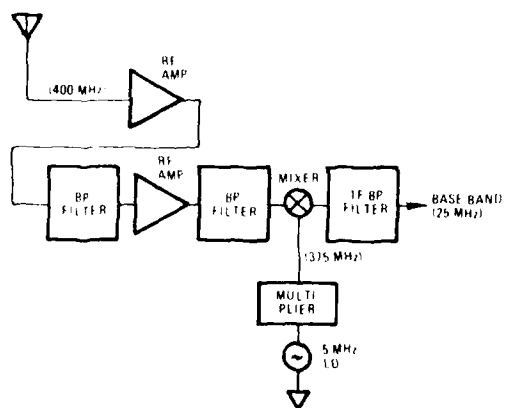 RF
AMP
(400 MHz)
RF
AMP
BP
FILTER
BP
FILTER
MIXER
IF BP
FILTER
BASE BAND
(25 MHz)
(375 MHz)
MULTI
PLIER
5 MHz
LO